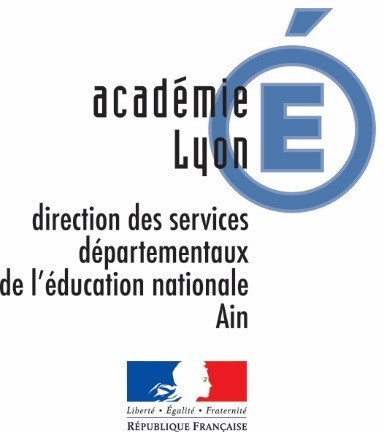 académie
Lyon
É
direction des services
départementaux
de l'éducation nationale
Ain
Liberté • Égalité • Fraternité
RÉPUBLIQUE FRANÇAISE